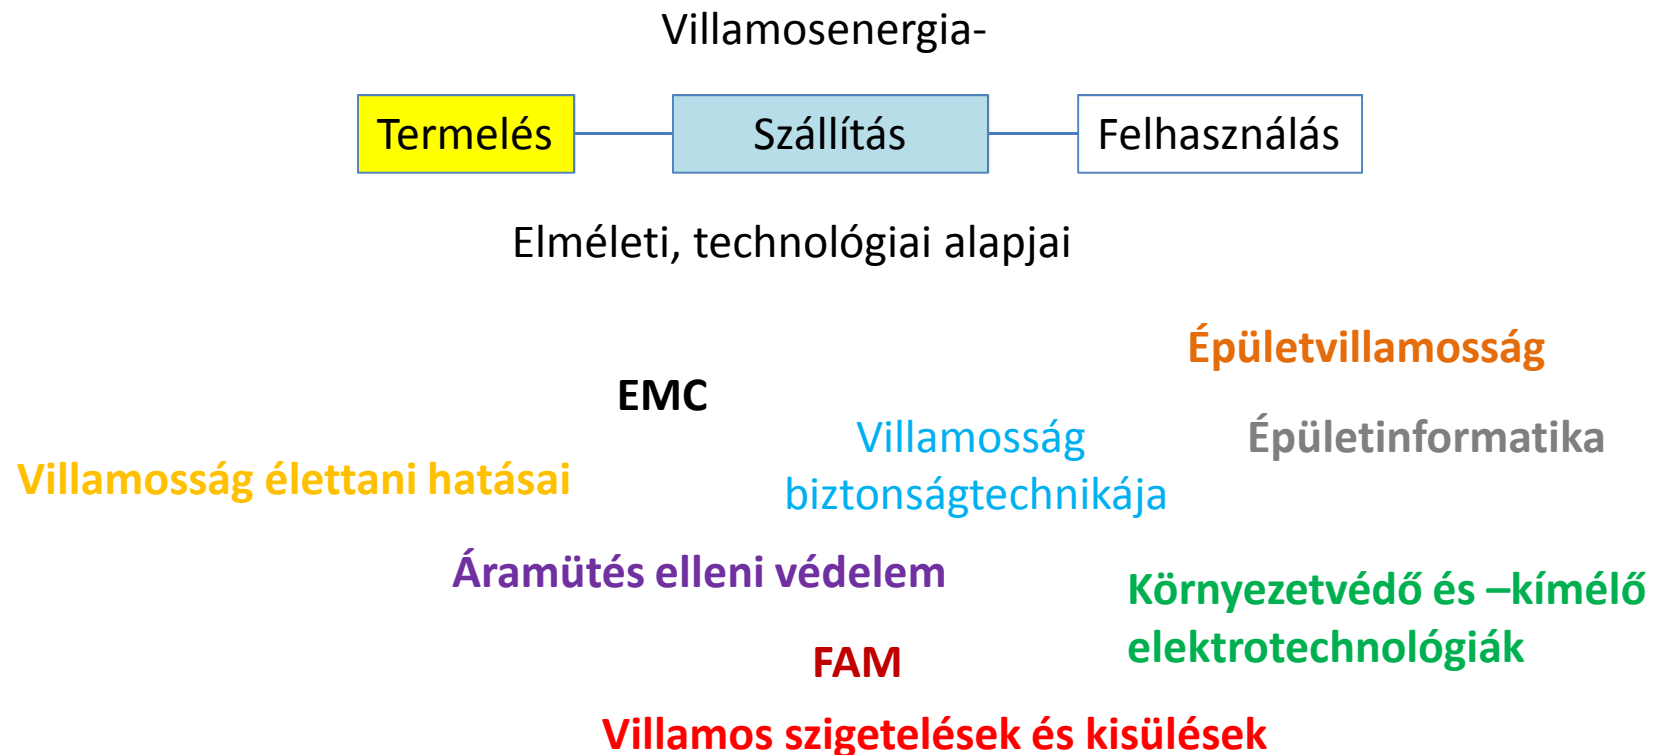 Villamosenergia-
Termelés
Szállítás
Felhasználás
Elméleti, technológiai alapjai
Épületvillamosság
EMC
Villamosság
biztonságtechnikája
Épületinformatika
Villamosság élettani hatásai
Áramütés elleni védelem
Környezetvédő és –kímélő
elektrotechnológiák
FAM
Villamos szigetelések és kisülések